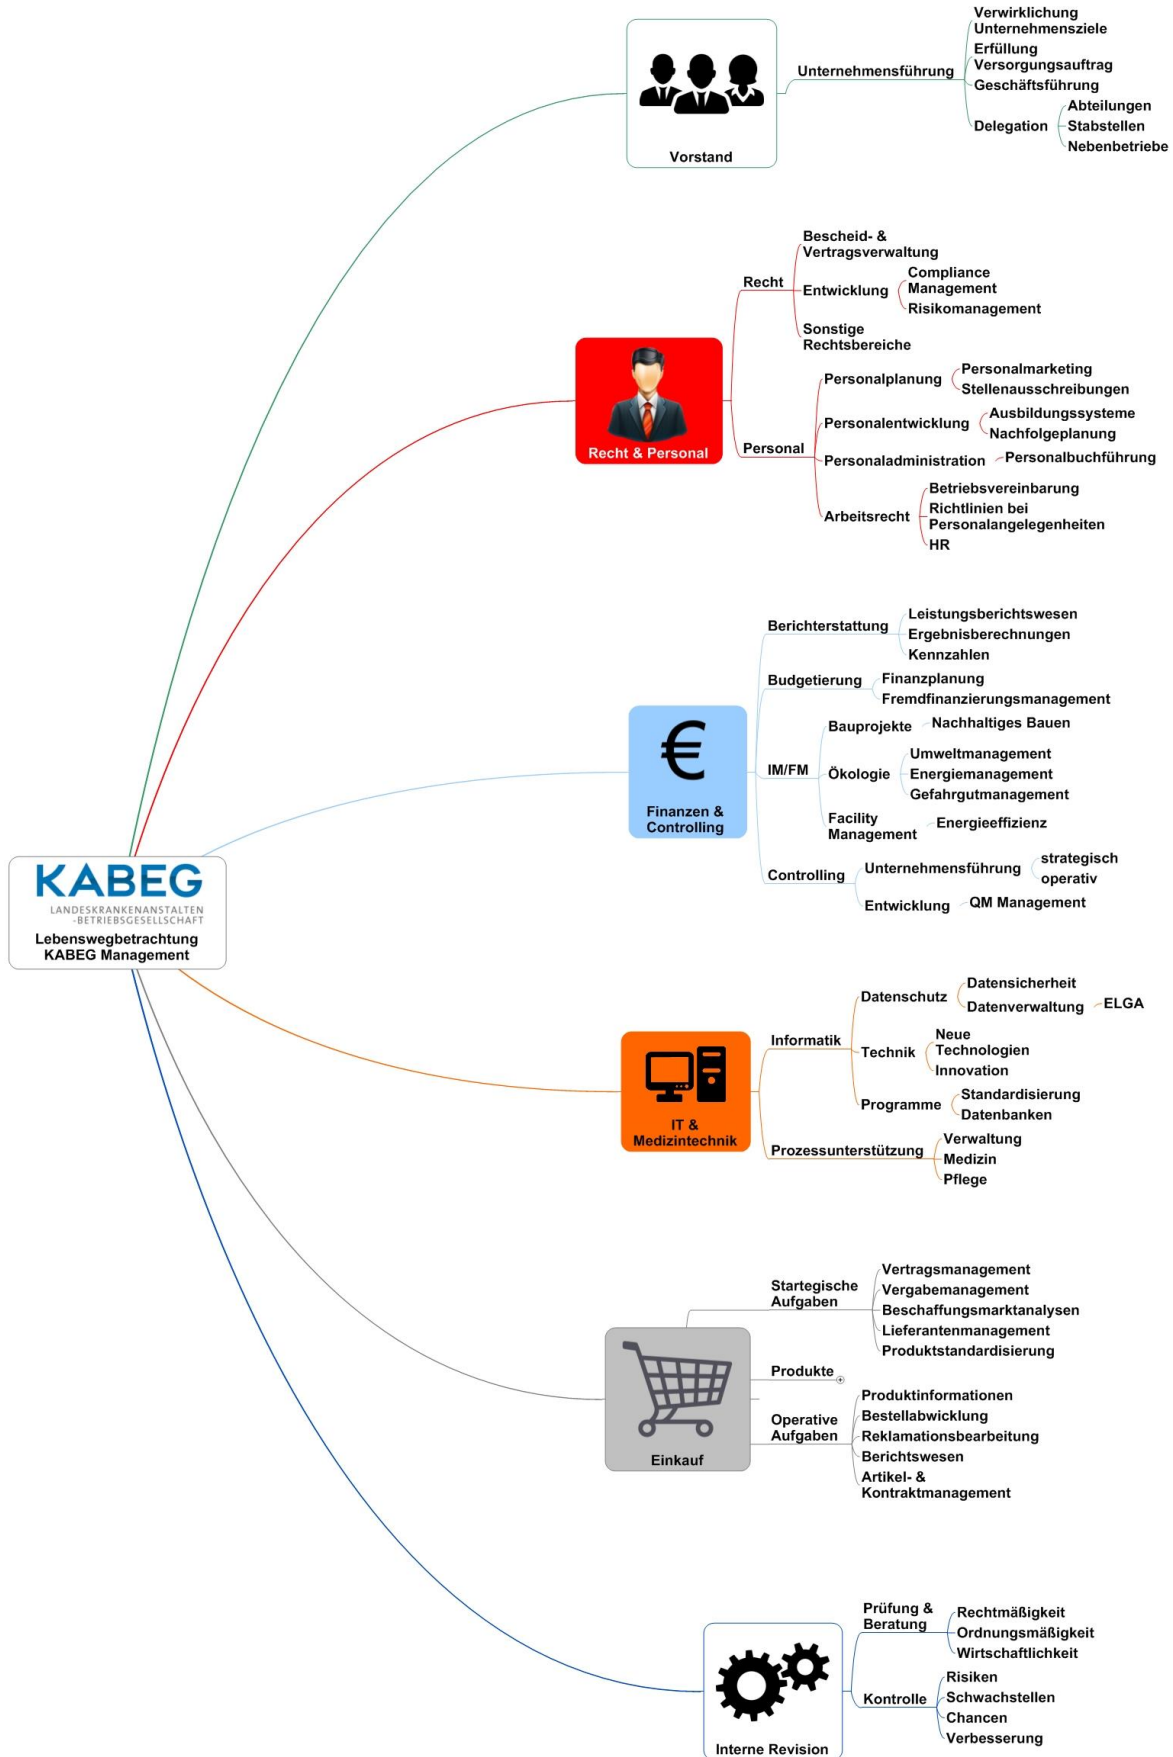 Verwirklichung
Unternehmensziele
Erfüllung
Versorgungsauftrag
Unternehmensführung
Geschäftsführung
Delegation
Abteilungen
Stabstellen
Nebenbetriebe
Vorstand
Bescheid- &
Vertragsverwaltung
Recht
Entwicklung
Compliance
Management
Risikomanagement
Sonstige
Rechtsbereiche
Recht & Personal
Personal
Personalplanung
Personalmarketing
Stellenausschreibungen
Personalentwicklung
Ausbildungssysteme
Nachfolgeplanung
Personaladministration
Personalbuchführung
Arbeitsrecht
Betriebsvereinbarung
Richtlinien bei
Personalangelegenheiten
HR
Berichterstattung
Leistungsberichtswesen
Ergebnisberechnungen
Kennzahlen
Budgetierung
Finanzplanung
Fremdfinanzierungsmanagement
€
Finanzen &
Controlling
IM/FM
Bauprojekte
Nachhaltiges Bauen
Ökologie
Umweltmanagement
Energiemanagement
Gefahrgutmanagement
Facility
Management
Energieeffizienz
Controlling
Unternehmensführung
strategisch
operativ
Entwicklung
QM Management
KABEG
LANDESKRANKENANSTALTEN
-BETRIEBSGESELLSCHAFT
Lebenswegbetrachtung
KABEG Management
Informatik
Datenschutz
Datensicherheit
Datenverwaltung
ELGA
Technik
Neue
Technologien
Innovation
Programme
Standardisierung
Datenbanken
IT &
Medizintechnik
Prozessunterstützung
Verwaltung
Medizin
Pflege
Startegische
Aufgaben
Vertragsmanagement
Vergabemanagement
Beschaffungsmarktanalysen
Lieferantenmanagement
Produktstandardisierung
Produkte
Operative
Aufgaben
Produktinformationen
Bestellabwicklung
Reklamationsbearbeitung
Berichtswesen
Artikel- &
Kontraktmanagement
Einkauf
Prüfung &
Beratung
Rechtmäßigkeit
Ordnungsmäßigkeit
Wirtschaftlichkeit
Kontrolle
Risiken
Schwachstellen
Chancen
Verbesserung
Interne Revision